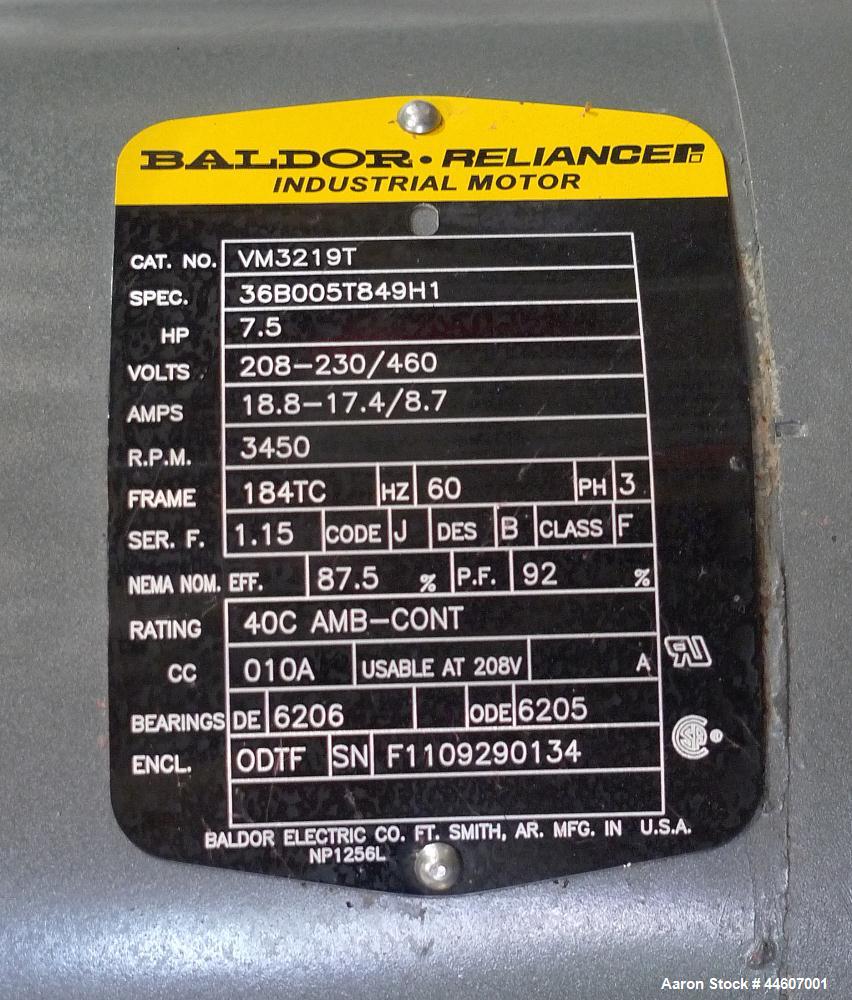 BALDOR • RELIANCE
INDUSTRIAL MOTOR
CAT. NO. VM3219T
SPEC. 36B005T849H1
HP 7.5
VOLTS 208-230/460
AMPS 18.8-17.4/8.7
R.P.M. 3450
FRAME 184TC HZ 60 PH 3
SER. F. 1.15 CODE J DES B CLASS F
NEMA NOM. EFF. 87.5 % P.F. 92 %
RATING 40C AMB-CONT
CC 010A USABLE AT 208V A
BEARINGS DE 6206 ODE 6205
ENCL. ODTF SN F1109290134
BALDOR ELECTRIC CO. FT. SMITH, AR. MFG. IN U.S.A.
NP1256L
Aaron Stock # 44607001